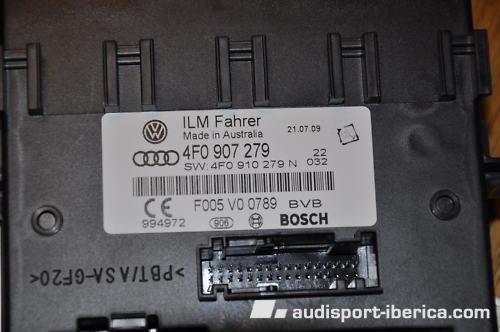 ILM Fahrer
Made in Australia
21.07.09
4F0 907 279
22
SW: 4F0 910 279 N 032
F005 V0 0789 BVB
CE
994972
906
BOSCH
>PBT/ASA-GF20<
audisport-iberica.com